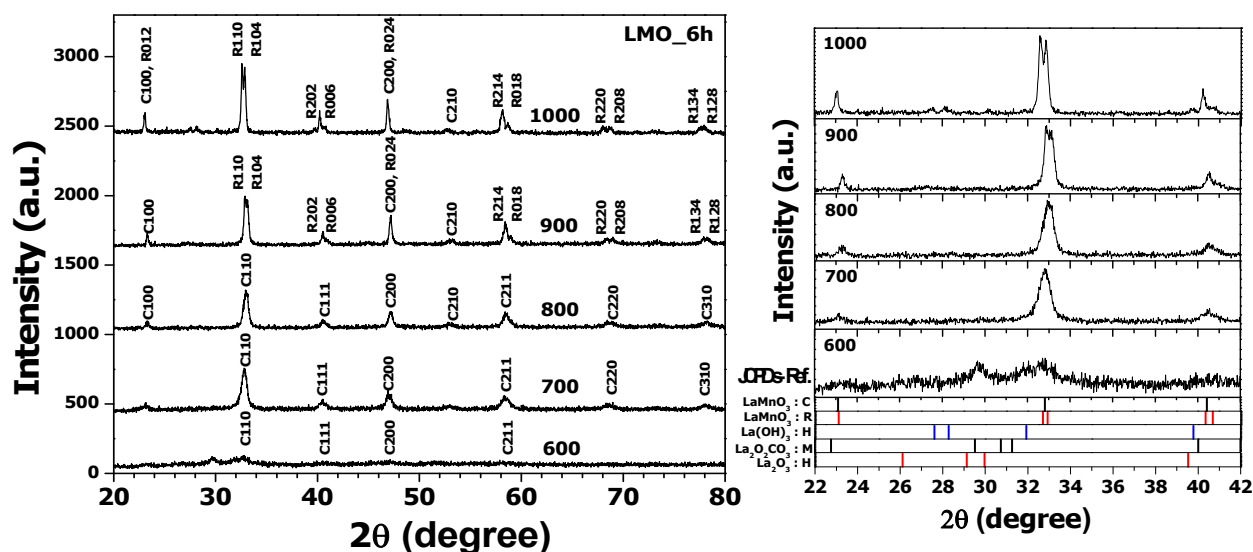 LMO_6h
Intensity (a.u.)
3000
2500
2000
1500
1000
500
0
C100, R012
R110
R104
R202
R006
C200, R024
C210
R214
R018
R220
R208
R134
R128
1000
C100
R110
R104
R202
R006
C200, R024
C210
R214
R018
R220
R208
R134
R128
900
C100
C110
C111
C200
C210
C211
C220
C310
800
C110
C111
C200
C211
C220
C310
700
C110
C111
C200
C211
600
20 30 40 50 60 70 80
2θ (degree)
Intensity (a.u.)
1000
900
800
700
600
JCPDs-Ref.
LaMnO3 : C
LaMnO3 : R
La(OH)3 : H
La2O2CO3 : M
La2O3 : H
22 24 26 28 30 32 34 36 38 40 42
2θ (degree)